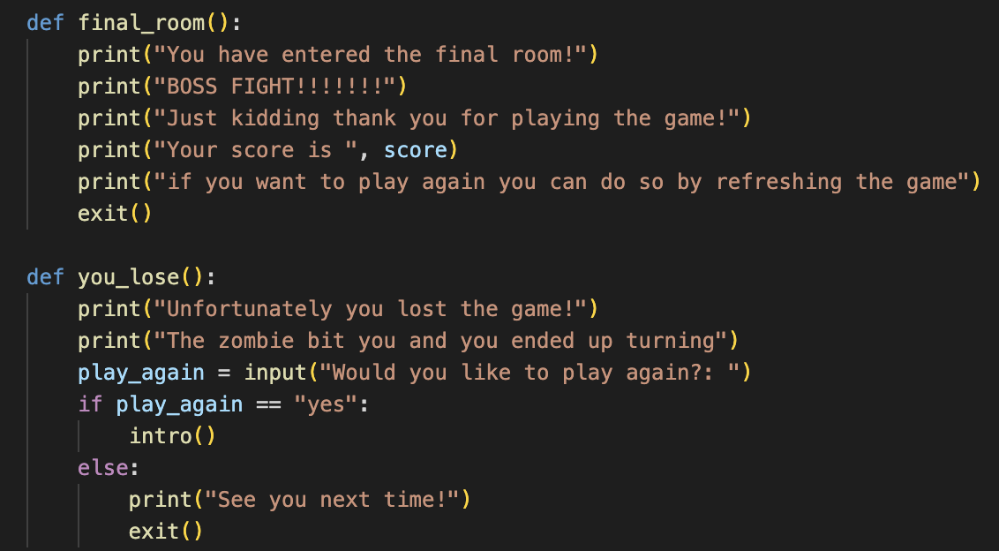 def final_room():
    print("You have entered the final room!")
    print("BOSS FIGHT!!!!!!!")
    print("Just kidding thank you for playing the game!")
    print("Your score is ", score)
    print("if you want to play again you can do so by refreshing the game")
    exit()

def you_lose():
    print("Unfortunately you lost the game!")
    print("The zombie bit you and you ended up turning")
    play_again = input("Would you like to play again?: ")
    if play_again == "yes":
        intro()
    else:
        print("See you next time!")
        exit()